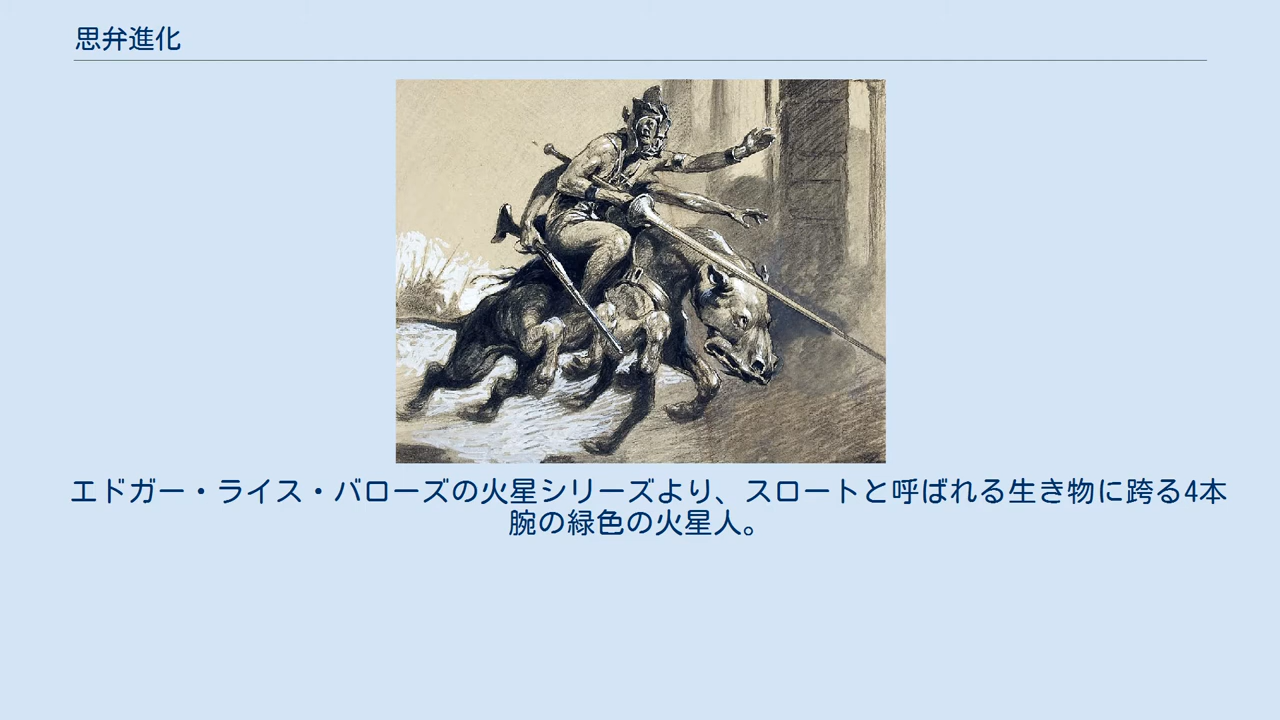 思弁進化
エドガー・ライス・バローズの火星シリーズより、スロートと呼ばれる生き物に跨る4本
腕の緑色の火星人。